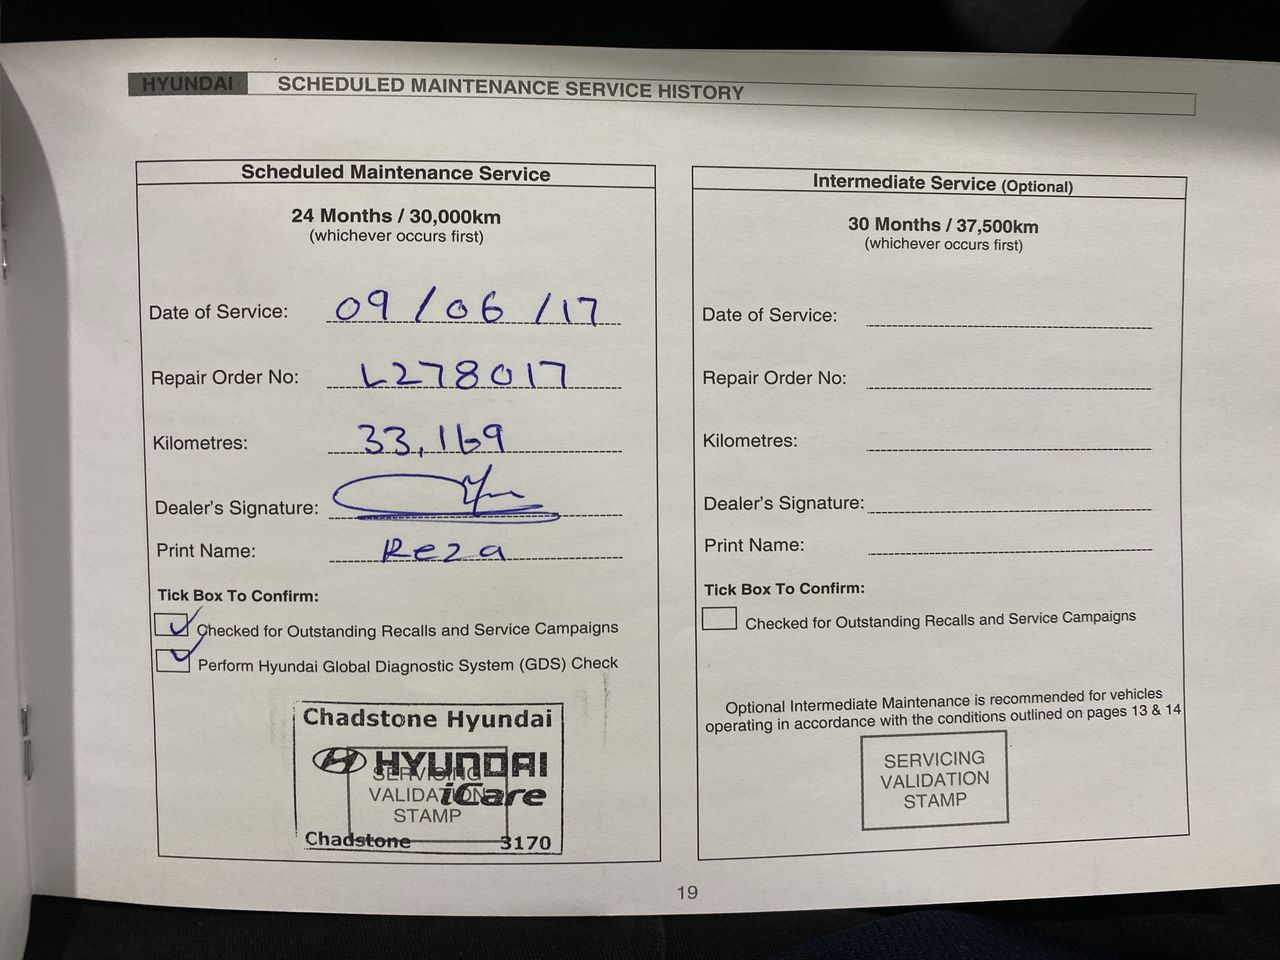 HYUNDAI SCHEDULED MAINTENANCE SERVICE HISTORY
Scheduled Maintenance Service
24 Months / 30,000km
(whichever occurs first)
Date of Service: 09/06/17
Repair Order No: L278017
Kilometres: 33,169
Dealer's Signature:
Print Name: Reza
Tick Box To Confirm:
Checked for Outstanding Recalls and Service Campaigns
Perform Hyundai Global Diagnostic System (GDS) Check
Chadstone Hyundai
HYUNDAI
iCare
SERVICING
VALIDATION
STAMP
Chadstone 3170
Intermediate Service (Optional)
30 Months / 37,500km
(whichever occurs first)
Date of Service:
Repair Order No:
Kilometres:
Dealer's Signature:
Print Name:
Tick Box To Confirm:
Checked for Outstanding Recalls and Service Campaigns
Optional Intermediate Maintenance is recommended for vehicles
operating in accordance with the conditions outlined on pages 13 & 14
SERVICING
VALIDATION
STAMP
19